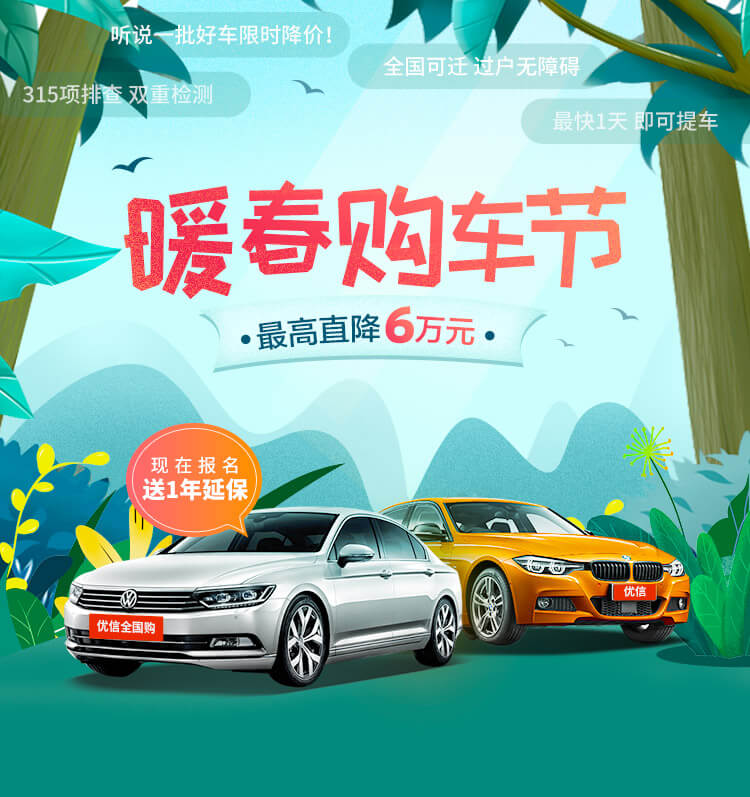 听说一批好车限时降价!
全国可迁 过户无障碍
315项排查 双重检测
最快1天 即可提车
暖春购车节
•最高直降6万元•
现在报名
送1年延保
优信全国购
优信